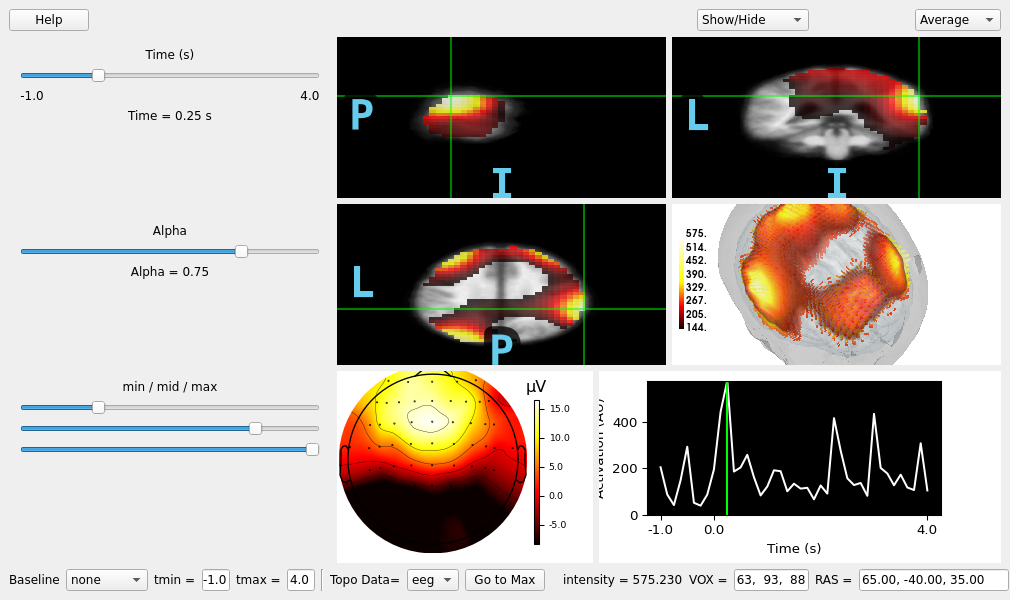 Help
Show/Hide
Average
Time (s)
-1.0
4.0
Time = 0.25 s
P
I
L
I
Alpha
Alpha = 0.75
L
P
575.
514.
452.
390.
329.
267.
205.
144.
min / mid / max
µV
15.0
10.0
5.0
0.0
-5.0
Activation (AU)
400
200
0
-1.0
0.0
4.0
Time (s)
Baseline none tmin = -1.0 tmax = 4.0 Topo Data= eeg Go to Max intensity = 575.230 VOX = 63, 93, 88 RAS = 65.00, -40.00, 35.00